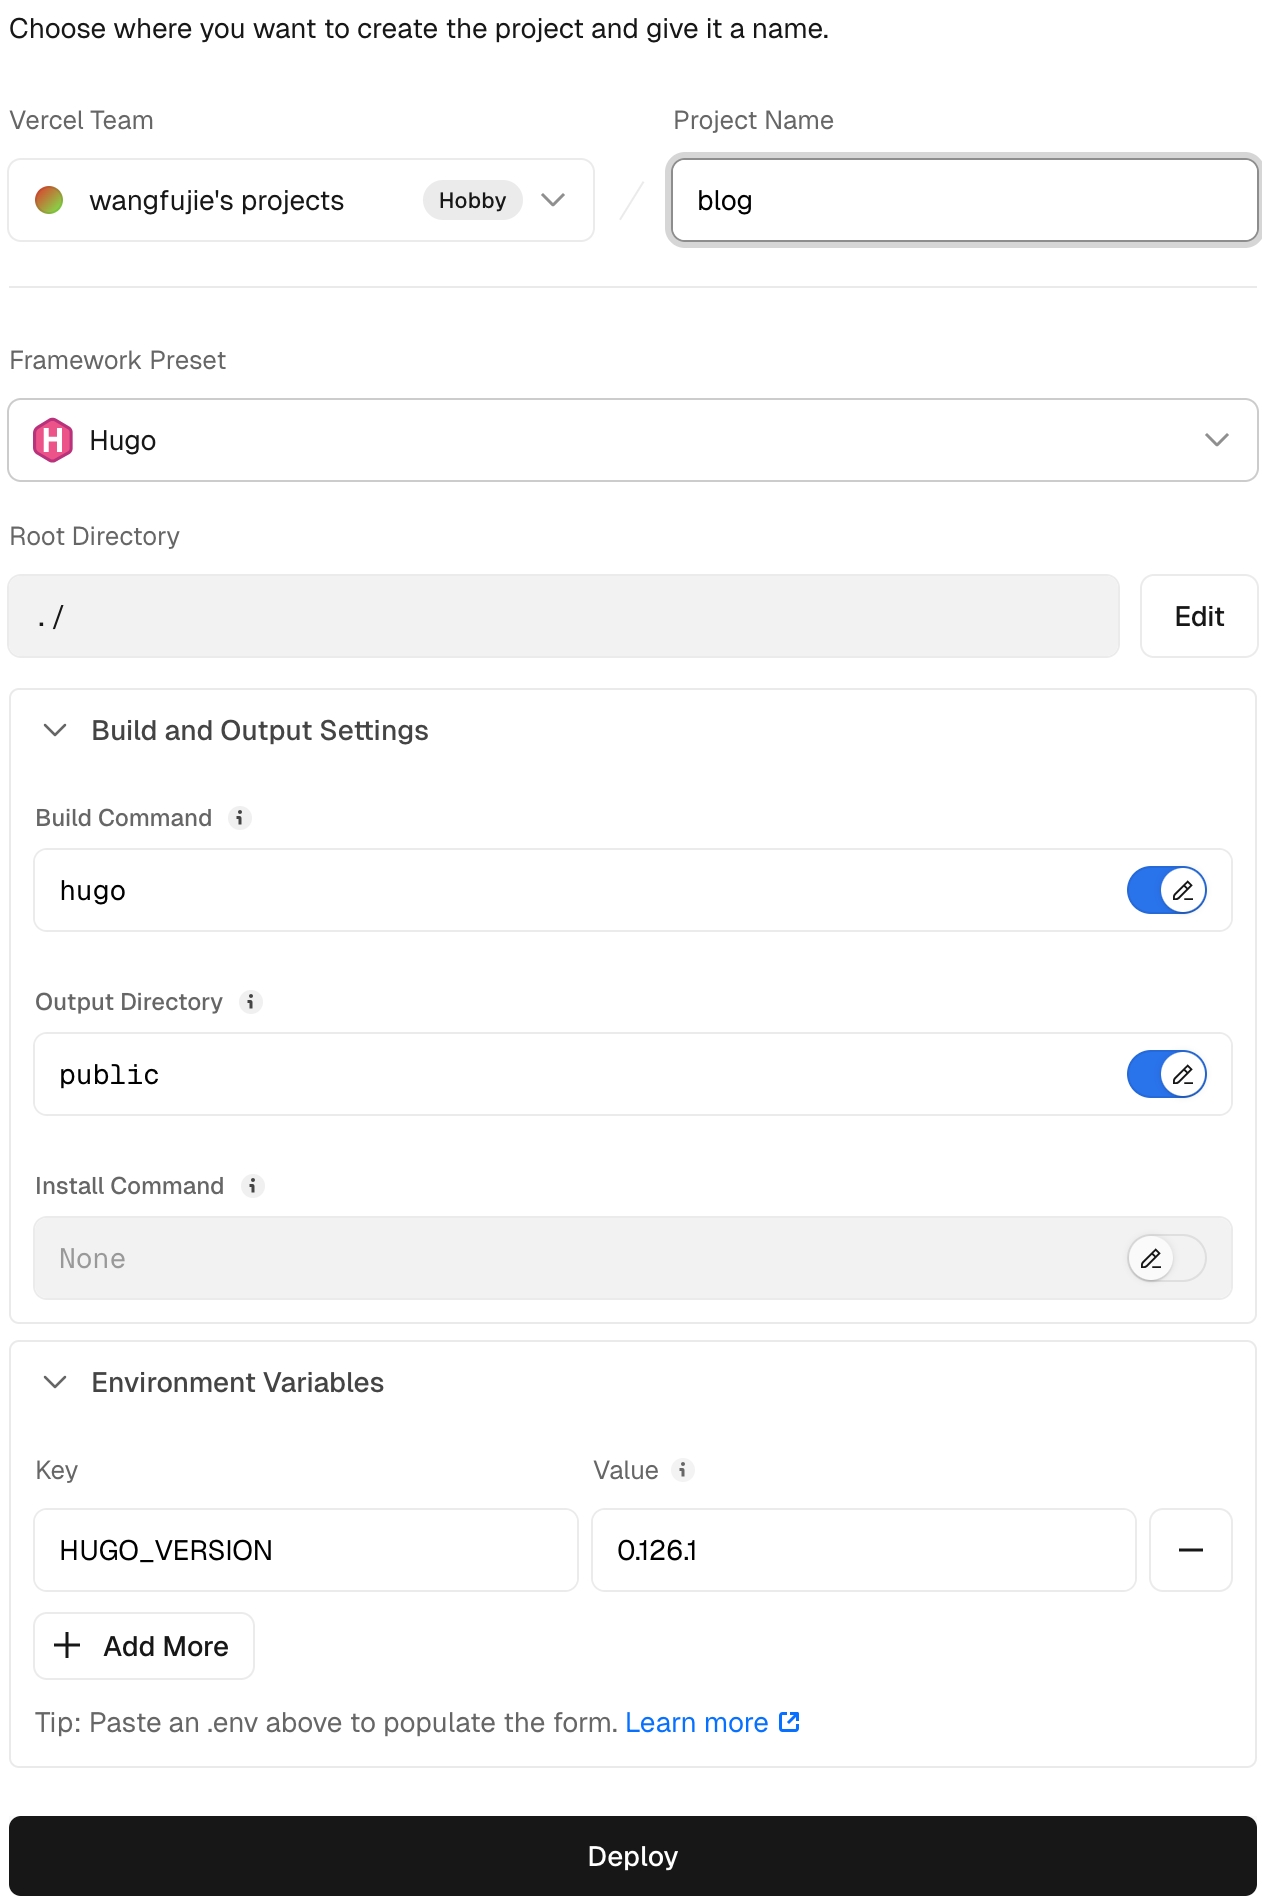 Choose where you want to create the project and give it a name.
Vercel Team
Project Name
wangfujie's projects
Hobby
/
blog
Framework Preset
H
Hugo
Root Directory
./
Edit
Build and Output Settings
Build Command i
hugo
Output Directory i
public
Install Command i
None
Environment Variables
Key
Value i
HUGO_VERSION
0.126.1
Add More
Tip: Paste an .env above to populate the form. Learn more
Deploy